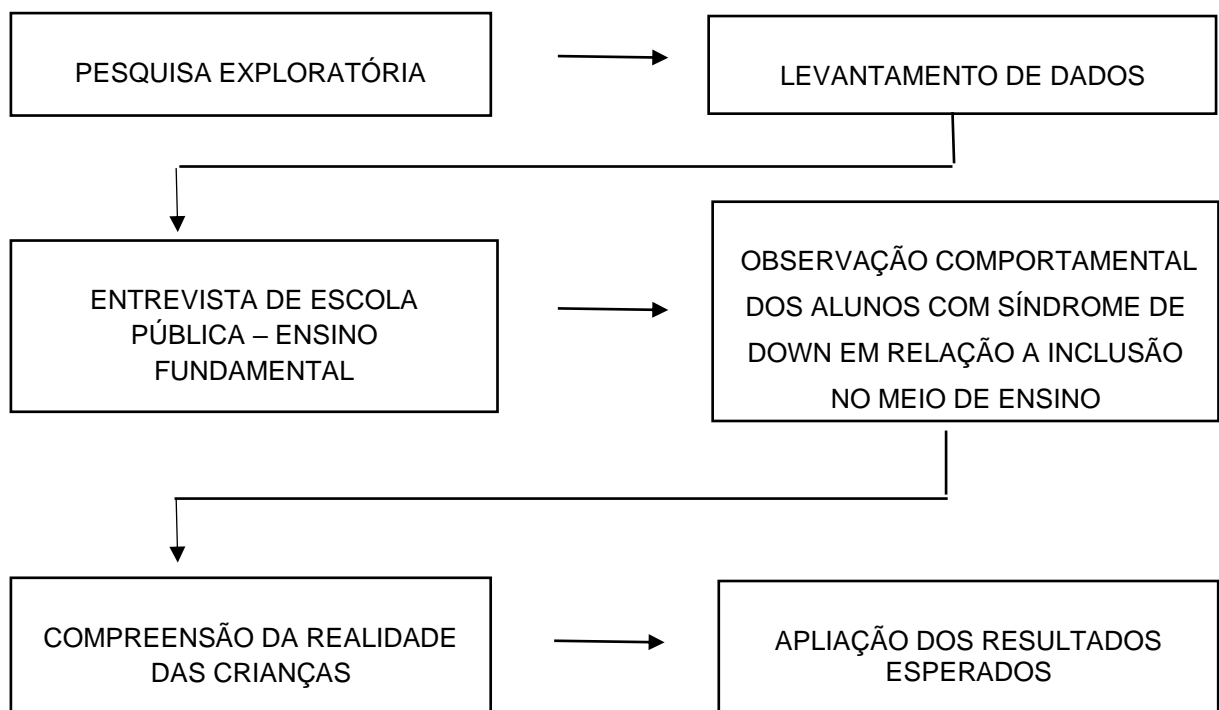 PESQUISA EXPLORATÓRIA
LEVANTAMENTO DE DADOS
ENTREVISTA DE ESCOLA
PÚBLICA – ENSINO
FUNDAMENTAL
OBSERVAÇÃO COMPORTAMENTAL
DOS ALUNOS COM SÍNDROME DE
DOWN EM RELAÇÃO A INCLUSÃO
NO MEIO DE ENSINO
COMPREENSÃO DA REALIDADE
DAS CRIANÇAS
APLIAÇÃO DOS RESULTADOS
ESPERADOS